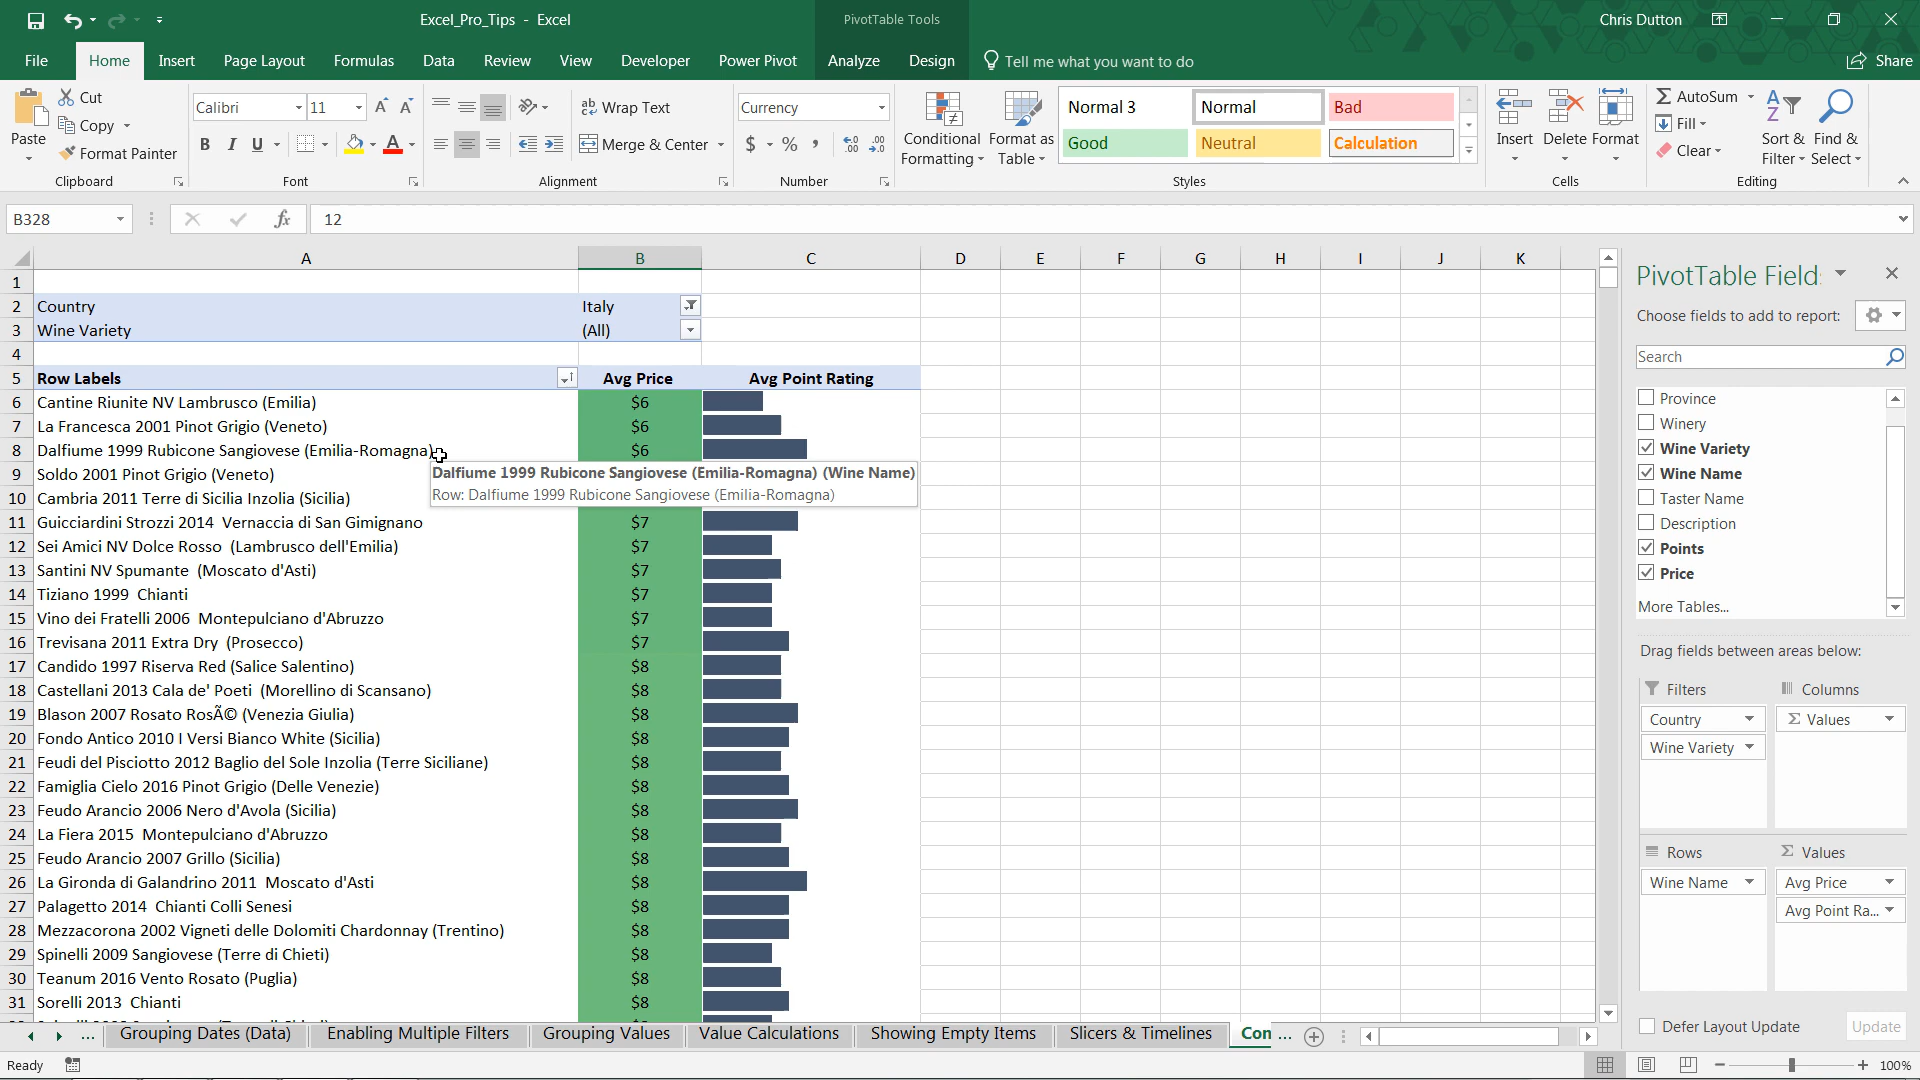 Excel_Pro_Tips - Excel
PivotTable Tools
Chris Dutton
File Home Insert Page Layout Formulas Data Review View Developer Power Pivot Analyze Design Tell me what you want to do Share
Paste
Cut
Copy
Format Painter
Clipboard
Calibri 11
B I U
Font
Wrap Text
Merge & Center
Alignment
Currency
$ % ,
Number
Conditional Formatting
Format as Table
Normal 3 Normal Bad
Good Neutral Calculation
Styles
Insert Delete Format
Cells
AutoSum
Fill
Clear
Sort & Filter
Find & Select
Editing
B328 fx 12
A B C D E F G H I J K
1
2 Country Italy
3 Wine Variety (All)
4
5 Row Labels Avg Price Avg Point Rating
6 Cantine Riunite NV Lambrusco (Emilia) $6
7 La Francesca 2001 Pinot Grigio (Veneto) $6
8 Dalfiume 1999 Rubicone Sangiovese (Emilia-Romagna) $6
9 Soldo 2001 Pinot Grigio (Veneto)
Dalfiume 1999 Rubicone Sangiovese (Emilia-Romagna) (Wine Name)
Row: Dalfiume 1999 Rubicone Sangiovese (Emilia-Romagna)
10 Cambria 2011 Terre di Sicilia Inzolia (Sicilia)
11 Guicciardini Strozzi 2014 Vernaccia di San Gimignano $7
12 Sei Amici NV Dolce Rosso (Lambrusco dell'Emilia) $7
13 Santini NV Spumante (Moscato d'Asti) $7
14 Tiziano 1999 Chianti $7
15 Vino dei Fratelli 2006 Montepulciano d'Abruzzo $7
16 Trevisana 2011 Extra Dry (Prosecco) $7
17 Candido 1997 Riserva Red (Salice Salentino) $8
18 Castellani 2013 Cala de' Poeti (Morellino di Scansano) $8
19 Blason 2007 Rosato RosÃ© (Venezia Giulia) $8
20 Fondo Antico 2010 I Versi Bianco White (Sicilia) $8
21 Feudi del Pisciotto 2012 Baglio del Sole Inzolia (Terre Siciliane) $8
22 Famiglia Cielo 2016 Pinot Grigio (Delle Venezie) $8
23 Feudo Arancio 2006 Nero d'Avola (Sicilia) $8
24 La Fiera 2015 Montepulciano d'Abruzzo $8
25 Feudo Arancio 2007 Grillo (Sicilia) $8
26 La Gironda di Galandrino 2011 Moscato d'Asti $8
27 Palagetto 2014 Chianti Colli Senesi $8
28 Mezzacorona 2002 Vigneti delle Dolomiti Chardonnay (Trentino) $8
29 Spinelli 2009 Sangiovese (Terre di Chieti) $8
30 Teanum 2016 Vento Rosato (Puglia) $8
31 Sorelli 2013 Chianti $8
PivotTable Field
Choose fields to add to report:
Search
Province
Winery
Wine Variety
Wine Name
Taster Name
Description
Points
Price
More Tables...
Drag fields between areas below:
Filters Columns
Country Σ Values
Wine Variety
Rows Σ Values
Wine Name Avg Price
Avg Point Ra...
Defer Layout Update Update
... Grouping Dates (Data) Enabling Multiple Filters Grouping Values Value Calculations Showing Empty Items Slicers & Timelines Con ...
Ready 100%